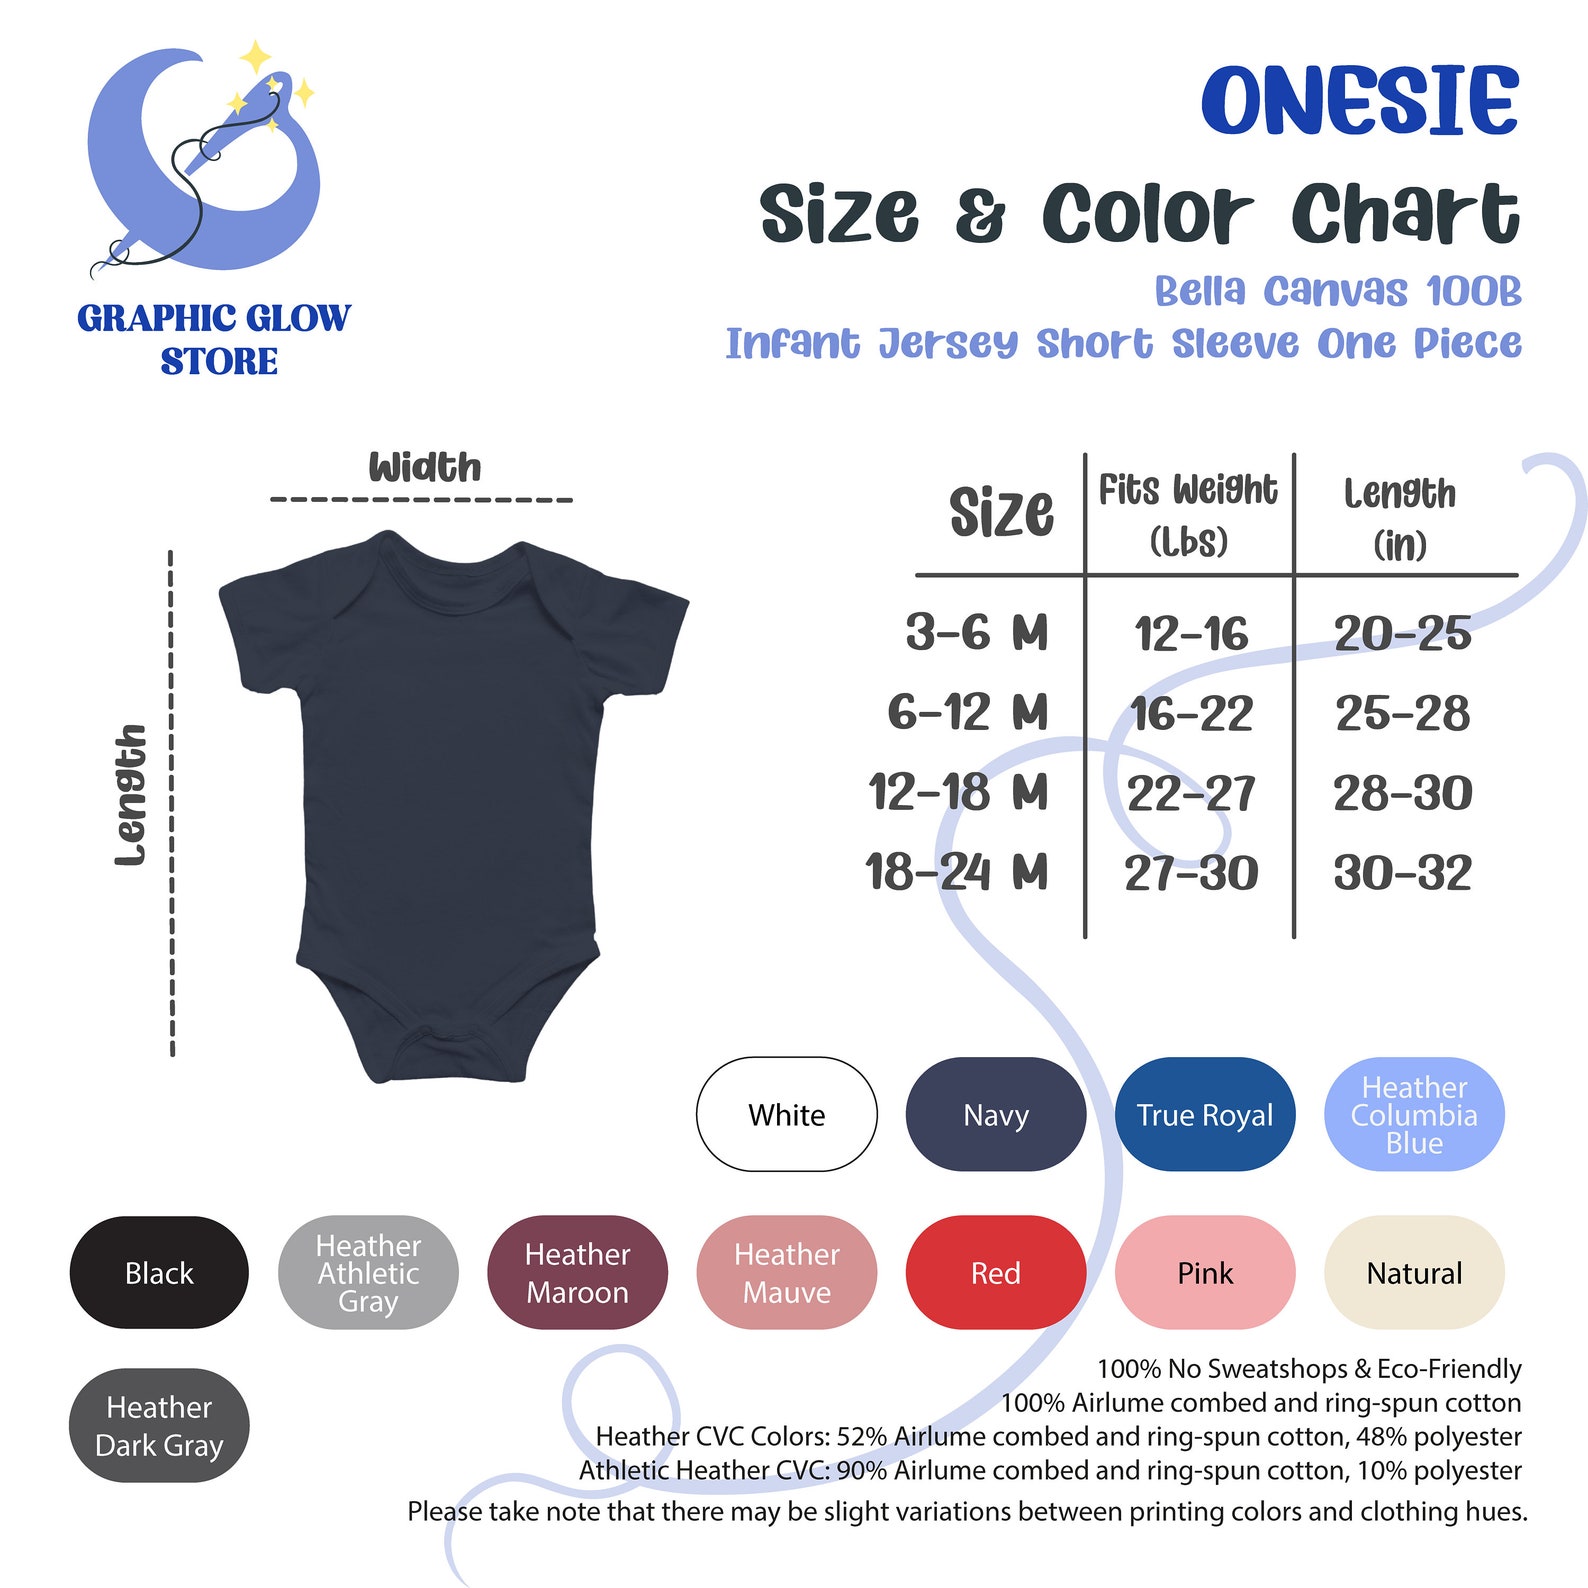 GRAPHIC GLOW
STORE
ONESIE
Size & Color Chart
Bella Canvas 100B
Infant Jersey Short Sleeve One Piece
Width
Length
Size
Fits Weight
(Lbs)
Length
(in)
3-6 M 12-16 20-25
6-12 M 16-22 25-28
12-18 M 22-27 28-30
18-24 M 27-30 30-32
White
Navy
True Royal
Heather
Columbia
Blue
Black
Heather
Athletic
Gray
Heather
Maroon
Heather
Mauve
Red
Pink
Natural
Heather
Dark Gray
100% No Sweatshops & Eco-Friendly
100% Airlume combed and ring-spun cotton
Heather CVC Colors: 52% Airlume combed and ring-spun cotton, 48% polyester
Athletic Heather CVC: 90% Airlume combed and ring-spun cotton, 10% polyester
Please take note that there may be slight variations between printing colors and clothing hues.